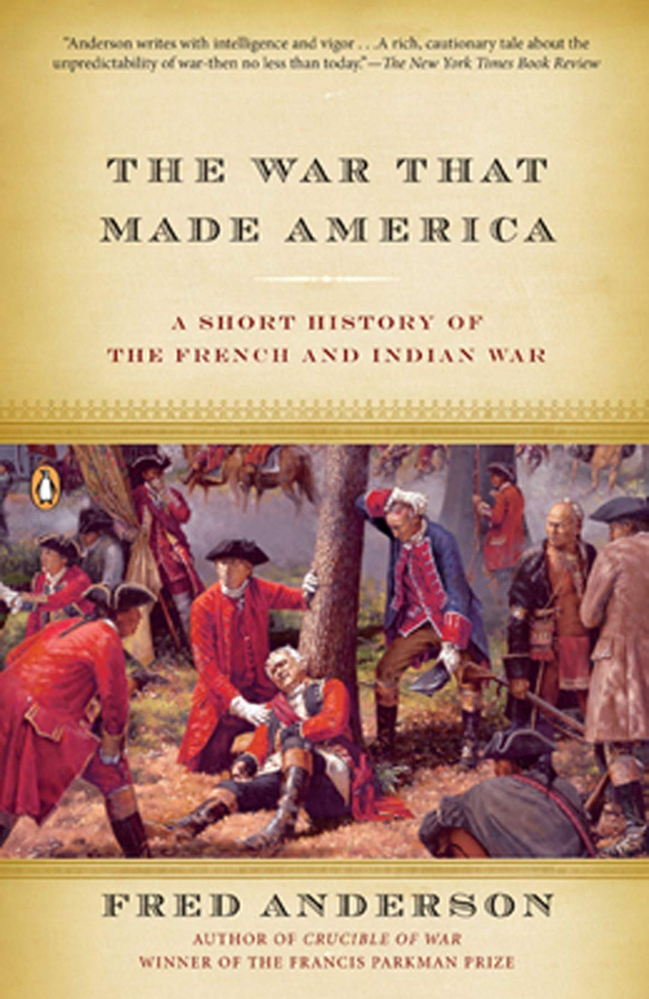 "Anderson writes with intelligence and vigor . . .A rich, cautionary tale about the
unpredictability of war-then no less than today."—The New York Times Book Review
THE WAR THAT
MADE AMERICA
A SHORT HISTORY OF
THE FRENCH AND INDIAN WAR
FRED ANDERSON
AUTHOR OF CRUCIBLE OF WAR
WINNER OF THE FRANCIS PARKMAN PRIZE